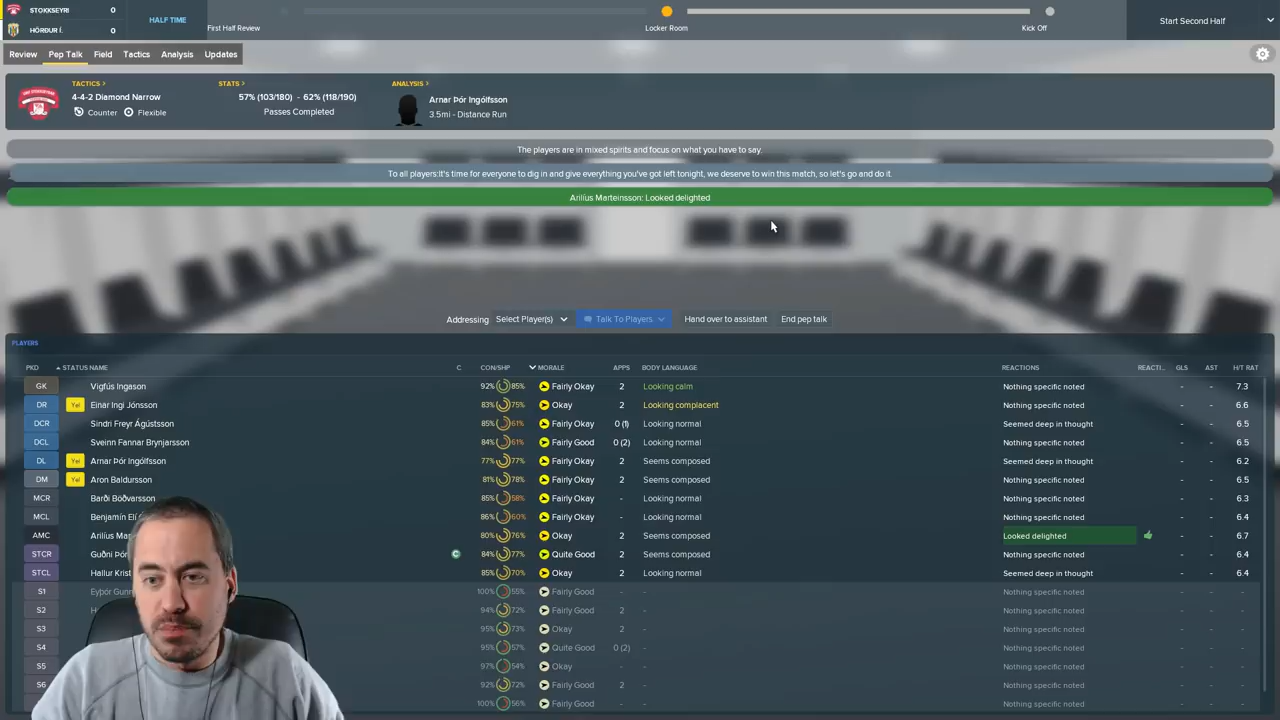 STOKKSEYRI 0
HÖRÐUR Í. 0
HALF TIME
First Half Review
Locker Room
Kick Off
Start Second Half
Review Pep Talk Field Tactics Analysis Updates
TACTICS >
4-4-2 Diamond Narrow
Counter Flexible
STATS >
57% (103/180) - 62% (118/190)
Passes Completed
ANALYSIS >
Arnar Þór Ingólfsson
3.5mi - Distance Run
The players are in mixed spirits and focus on what you have to say.
To all players:It's time for everyone to dig in and give everything you've got left tonight, we deserve to win this match, so let's go and do it.
Arilíus Marteinsson: Looked delighted
Addressing Select Player(s) Talk To Players Hand over to assistant End pep talk
PLAYERS
PKD STATUS NAME C CON/SHP MORALE APPS BODY LANGUAGE REACTIONS REACTI... GLS AST H/T RAT
GK Vigfús Ingason 92% 85% Fairly Okay 2 Looking calm Nothing specific noted - - 7.3
DR Yel Einar Ingi Jónsson 83% 75% Okay 2 Looking complacent Nothing specific noted - - 6.6
DCR Sindri Freyr Ágústsson 85% 61% Fairly Okay 0 (1) Looking normal Seemed deep in thought - - 6.5
DCL Sveinn Fannar Brynjarsson 84% 61% Fairly Good 0 (2) Looking normal Nothing specific noted - - 6.5
DL Yel Arnar Þór Ingólfsson 77% 77% Fairly Okay 2 Seems composed Seemed deep in thought - - 6.2
DM Yel Aron Baldursson 81% 78% Fairly Okay 2 Seems composed Nothing specific noted - - 6.5
MCR Barði Böðvarsson 85% 58% Fairly Okay - Looking normal Nothing specific noted - - 6.3
MCL Benjamín Elí 86% 60% Fairly Okay - Looking normal Nothing specific noted - - 6.4
AMC Arilíus Mar 80% 76% Okay 2 Seems composed Looked delighted - - 6.7
STCR Guðni Þór C 84% 77% Quite Good 2 Seems composed Nothing specific noted - - 6.4
STCL Hallur Krist 85% 70% Okay 2 Looking normal Seemed deep in thought - - 6.4
S1 Eyþór Gunn 100% 55% Fairly Good - - Nothing specific noted - - -
S2 94% 72% Fairly Good 2 - Nothing specific noted - - -
S3 95% 73% Okay 2 - Nothing specific noted - - -
S4 95% 57% Quite Good 0 (2) - Nothing specific noted - - -
S5 97% 54% Okay - - Nothing specific noted - - -
S6 92% 72% Fairly Good 2 - Nothing specific noted - - -
100% 56% Fairly Good - - Nothing specific noted - - -